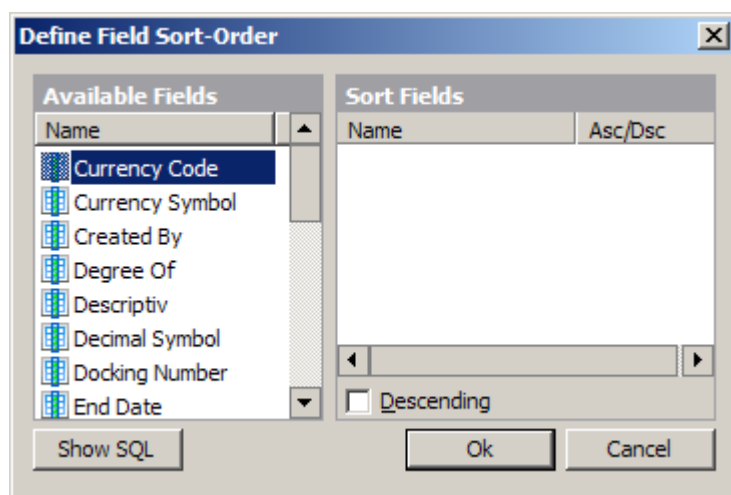 Define Field Sort-Order
Available Fields
Name
Currency Code
Currency Symbol
Created By
Degree Of
Descriptiv
Decimal Symbol
Docking Number
End Date
Show SQL
Sort Fields
Name Asc/Dsc
Descending
Ok Cancel